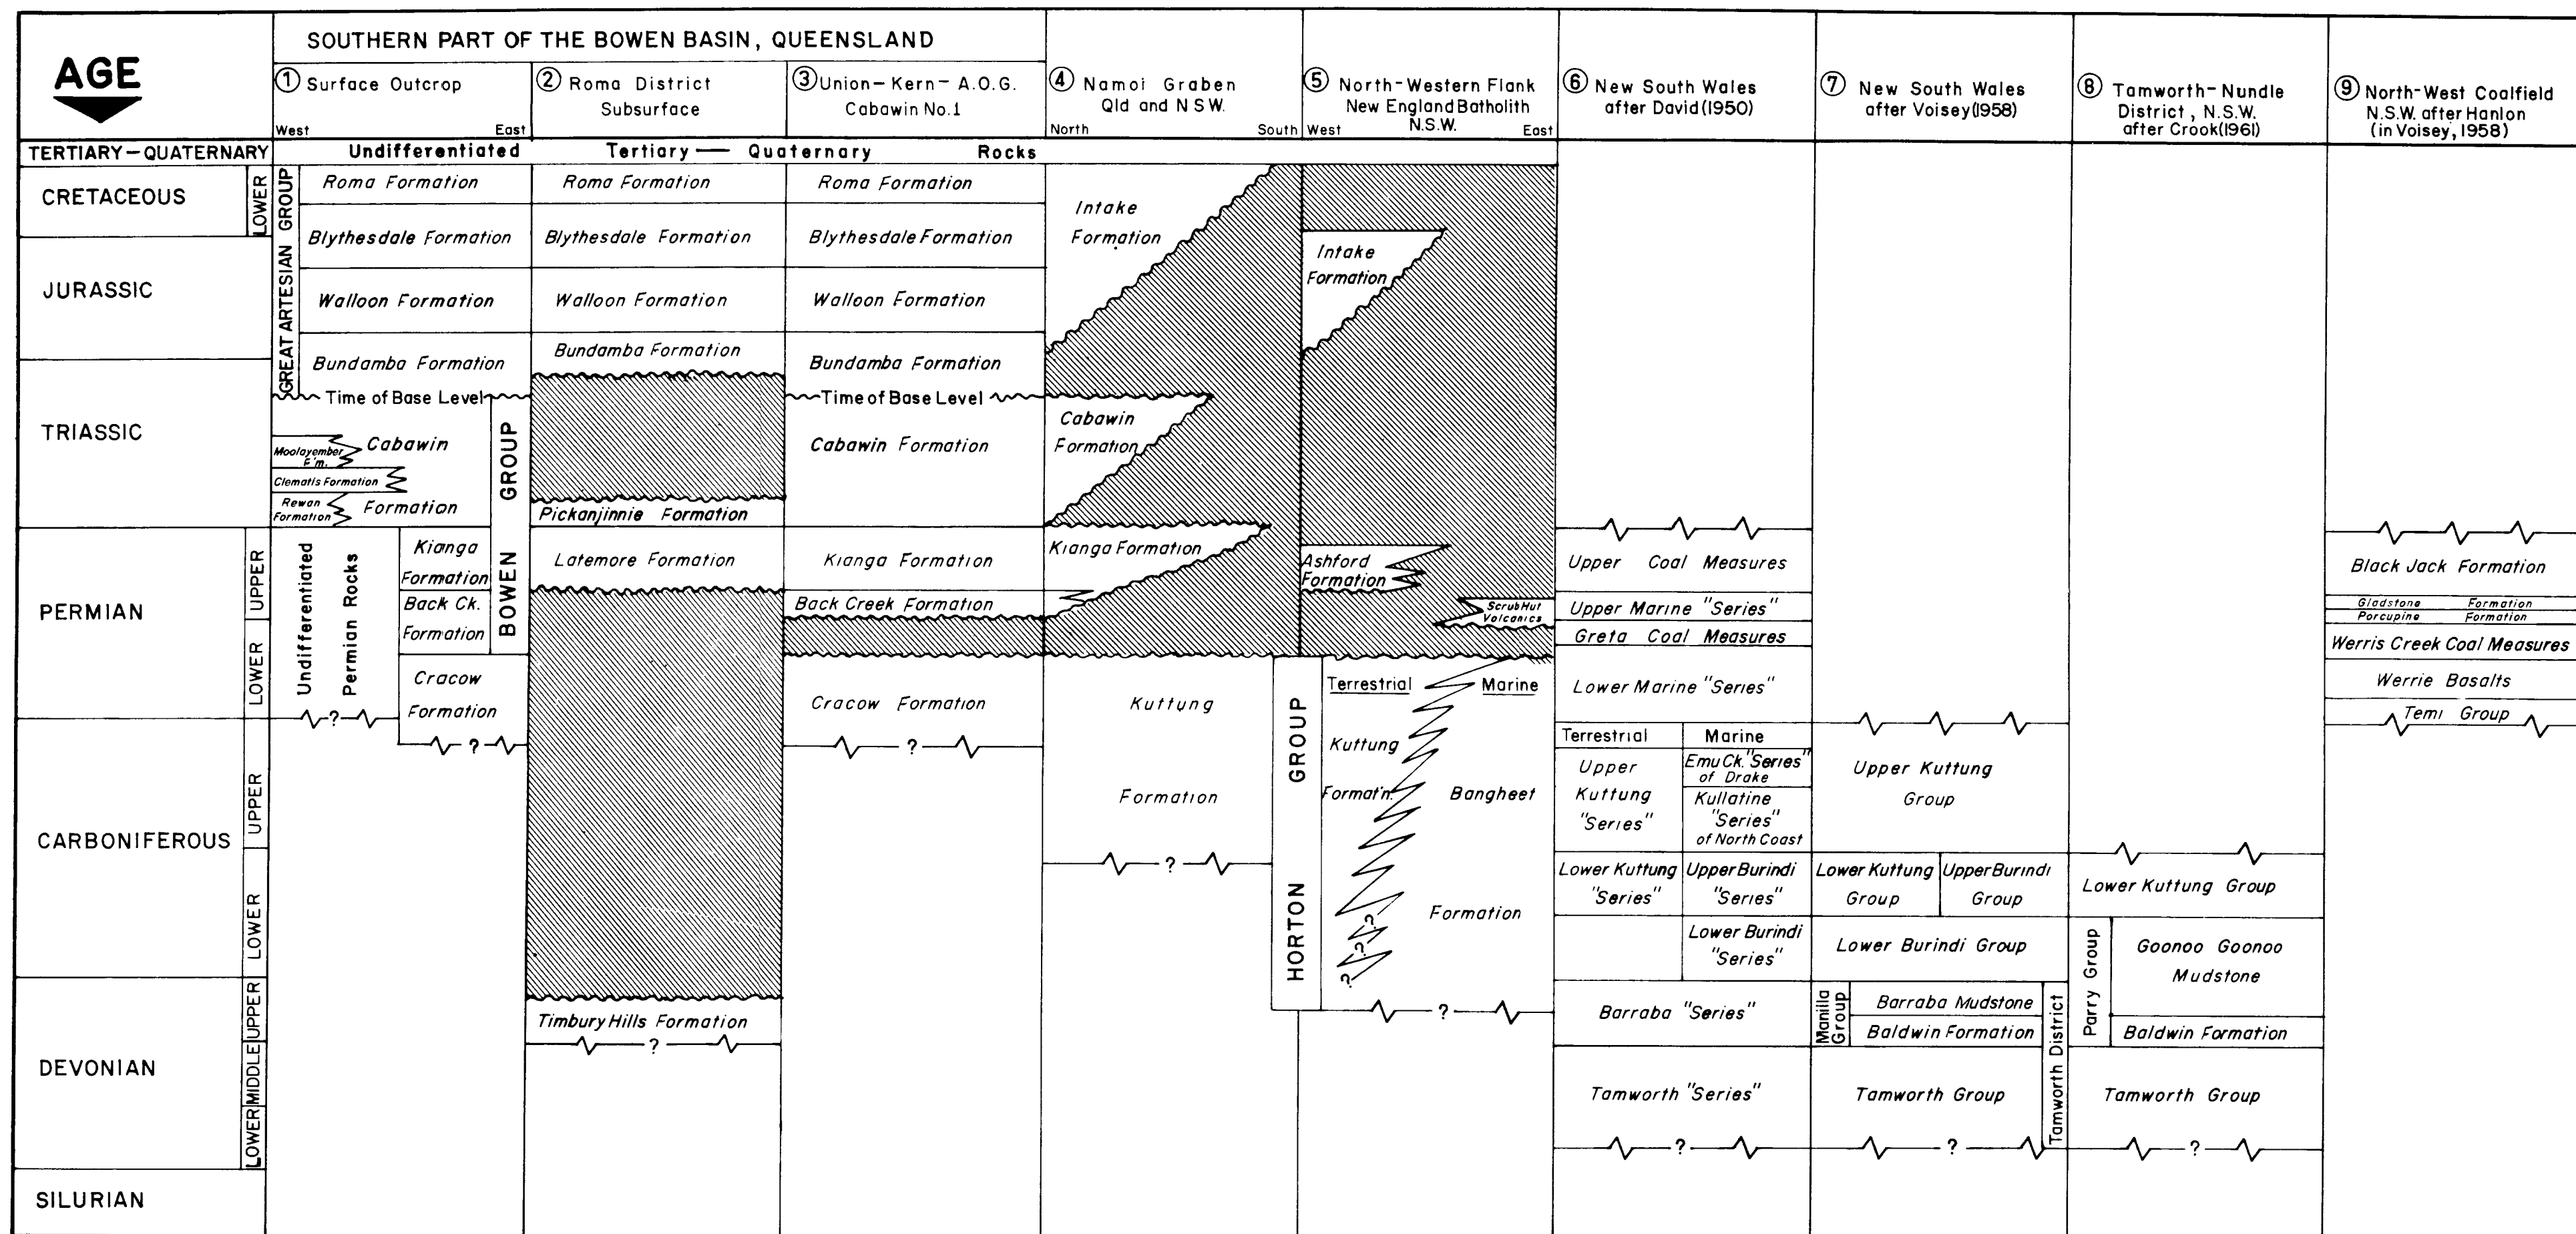 AGE
SOUTHERN PART OF THE BOWEN BASIN, QUEENSLAND
① Surface Outcrop
West East
② Roma District
Subsurface
③ Union-Kern-A.O.G.
Cabawin No.1
④ Namoi Graben
Qld and N S.W.
North South
⑤ North-Western Flank
New England Batholith
N.S.W.
West East
⑥ New South Wales
after David (1950)
⑦ New South Wales
after Voisey (1958)
⑧ Tamworth-Nundle
District, N.S.W.
after Crook (1961)
⑨ North-West Coalfield
N.S.W. after Hanlon
(in Voisey, 1958)
TERTIARY-QUATERNARY
Undifferentiated Tertiary — Quaternary Rocks
CRETACEOUS
LOWER
JURASSIC
TRIASSIC
PERMIAN
UPPER
LOWER
CARBONIFEROUS
UPPER
LOWER
DEVONIAN
UPPER
MIDDLE
LOWER
SILURIAN
GREAT ARTESIAN GROUP
Roma Formation
Blythesdale Formation
Walloon Formation
Bundamba Formation
Time of Base Level
Moolayember
F'm.
Clematis Formation
Rewan
Formation
Cabawin
Formation
BOWEN GROUP
Undifferentiated
Permian Rocks
Kianga
Formation
Back Ck.
Formation
Cracow
Formation
?
Roma Formation
Blythesdale Formation
Walloon Formation
Bundamba Formation
Pickanjinnie Formation
Latemore Formation
Timbury Hills Formation
?
Roma Formation
Blythesdale Formation
Walloon Formation
Bundamba Formation
Time of Base Level
Cabawin Formation
Kianga Formation
Back Creek Formation
Cracow Formation
?
Intake
Formation
Cabawin
Formation
Kianga Formation
Kuttung
Formation
?
HORTON GROUP
Intake
Formation
Ashford
Formation
Scrub Hut
Volcanics
Terrestrial Marine
Kuttung
Format'n.
Bangheet
Formation
?
?
?
?
?
Upper Coal Measures
Upper Marine "Series"
Greta Coal Measures
Lower Marine "Series"
Terrestrial Marine
Upper
Kuttung
"Series"
Emu Ck. "Series"
of Drake
Kullatine
"Series"
of North Coast
Lower Kuttung
"Series"
Upper Burindi
"Series"
Lower Burindi
"Series"
Barraba "Series"
Tamworth "Series"
?
Upper Kuttung
Group
Lower Kuttung
Group
Upper Burindi
Group
Lower Burindi Group
Manilla
Group
Barraba Mudstone
Baldwin Formation
Tamworth District
Tamworth Group
?
Lower Kuttung Group
Parry Group
Goonoo Goonoo
Mudstone
Baldwin Formation
Tamworth Group
?
Black Jack Formation
Gladstone Formation
Porcupine Formation
Werris Creek Coal Measures
Werrie Basalts
Temi Group